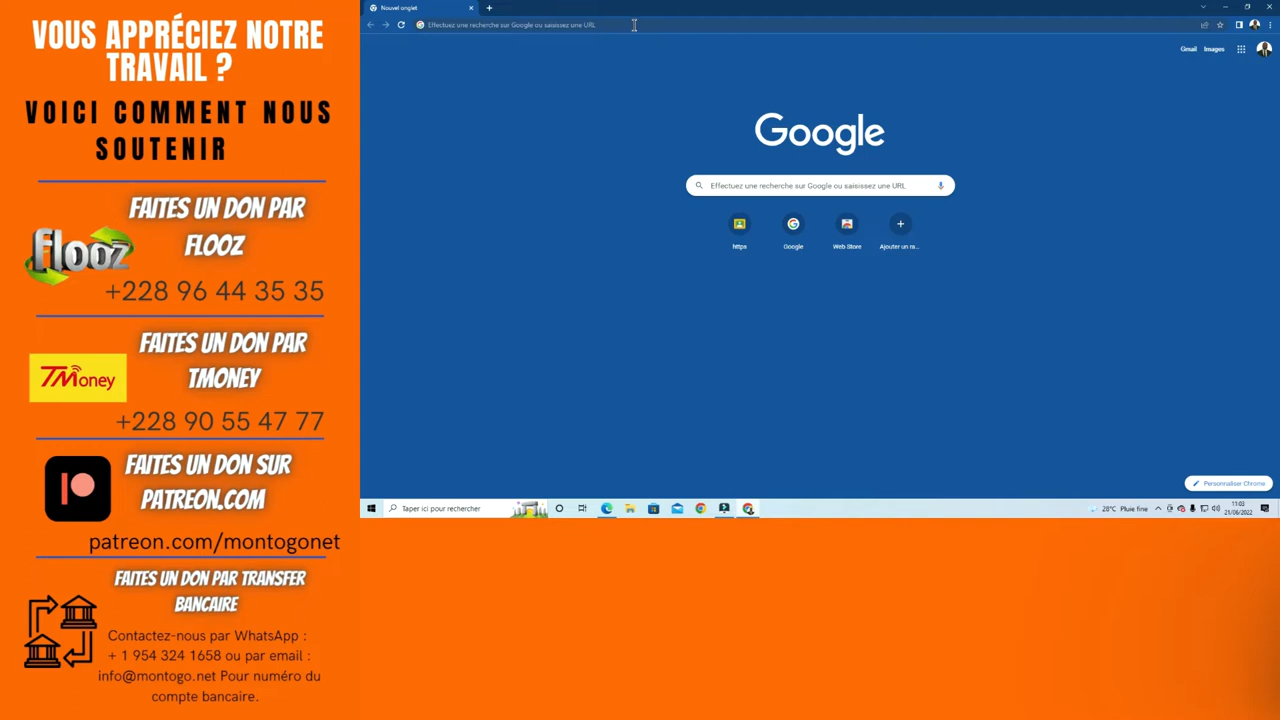 VOUS APPRÉCIEZ NOTRE
TRAVAIL ?
VOICI COMMENT NOUS
SOUTENIR
FAITES UN DON PAR
FLOOZ
flooz
+228 96 44 35 35
FAITES UN DON PAR
TMONEY
TMoney
+228 90 55 47 77
FAITES UN DON SUR
PATREON.COM
patreon.com/montogonet
FAITES UN DON PAR TRANSFER
BANCAIRE
Contactez-nous par WhatsApp :
+ 1 954 324 1658 ou par email :
info@montogo.net Pour numéro du
compte bancaire.
Nouvel onglet
Effectuez une recherche sur Google ou saisissez une URL
Gmail Images
Google
Effectuez une recherche sur Google ou saisissez une URL
https Google Web Store Ajouter un ra...
Personnaliser Chrome
Taper ici pour rechercher
28°C Pluie fine
11:03
21/06/2022